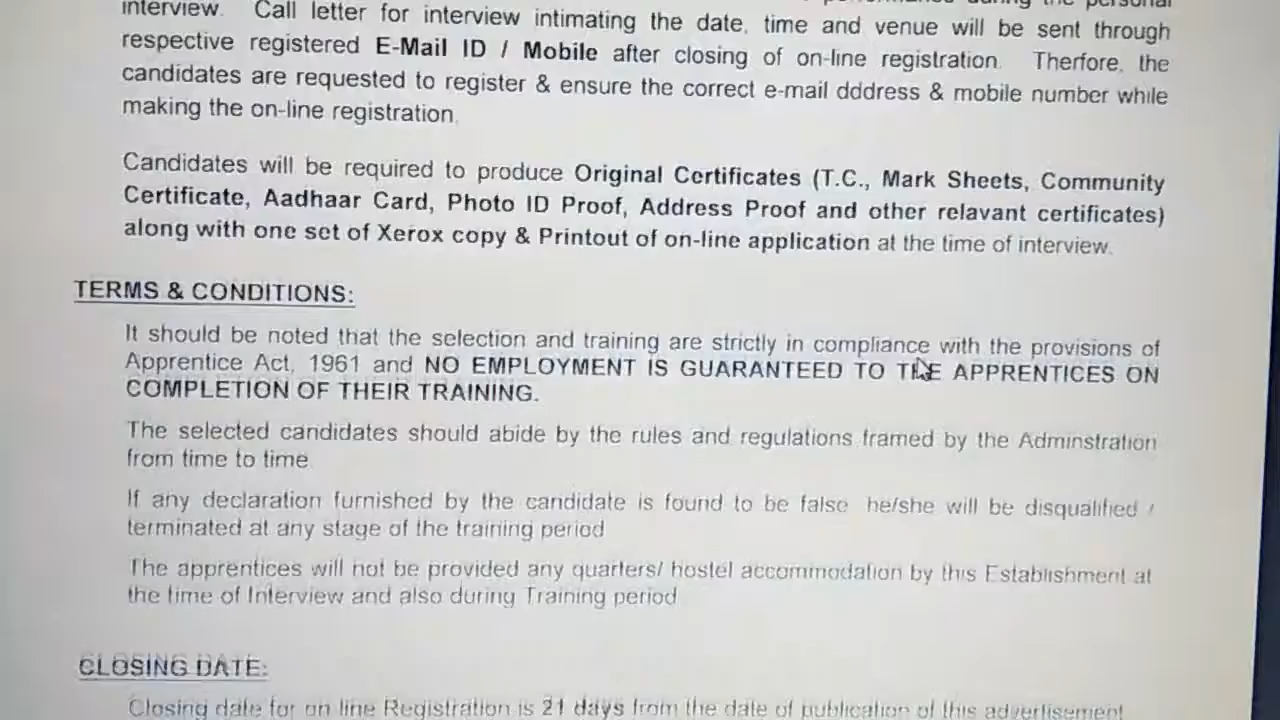 interview. Call letter for interview intimating the date, time and venue will be sent through
respective registered E-Mail ID / Mobile after closing of on-line registration. Therfore, the
candidates are requested to register & ensure the correct e-mail dddress & mobile number while
making the on-line registration.
Candidates will be required to produce Original Certificates (T.C., Mark Sheets, Community
Certificate, Aadhaar Card, Photo ID Proof, Address Proof and other relavant certificates)
along with one set of Xerox copy & Printout of on-line application at the time of interview.
TERMS & CONDITIONS:
It should be noted that the selection and training are strictly in compliance with the provisions of
Apprentice Act, 1961 and NO EMPLOYMENT IS GUARANTEED TO THE APPRENTICES ON
COMPLETION OF THEIR TRAINING.
The selected candidates should abide by the rules and regulations framed by the Adminstration
from time to time
If any declaration furnished by the candidate is found to be false he/she will be disqualified /
terminated at any stage of the training period
The apprentices will not be provided any quarters/ hostel accommodation by this Establishment at
the time of Interview and also during Training period
CLOSING DATE:
Closing date for on line Registration is 21 days from the date of publication of this advertisement